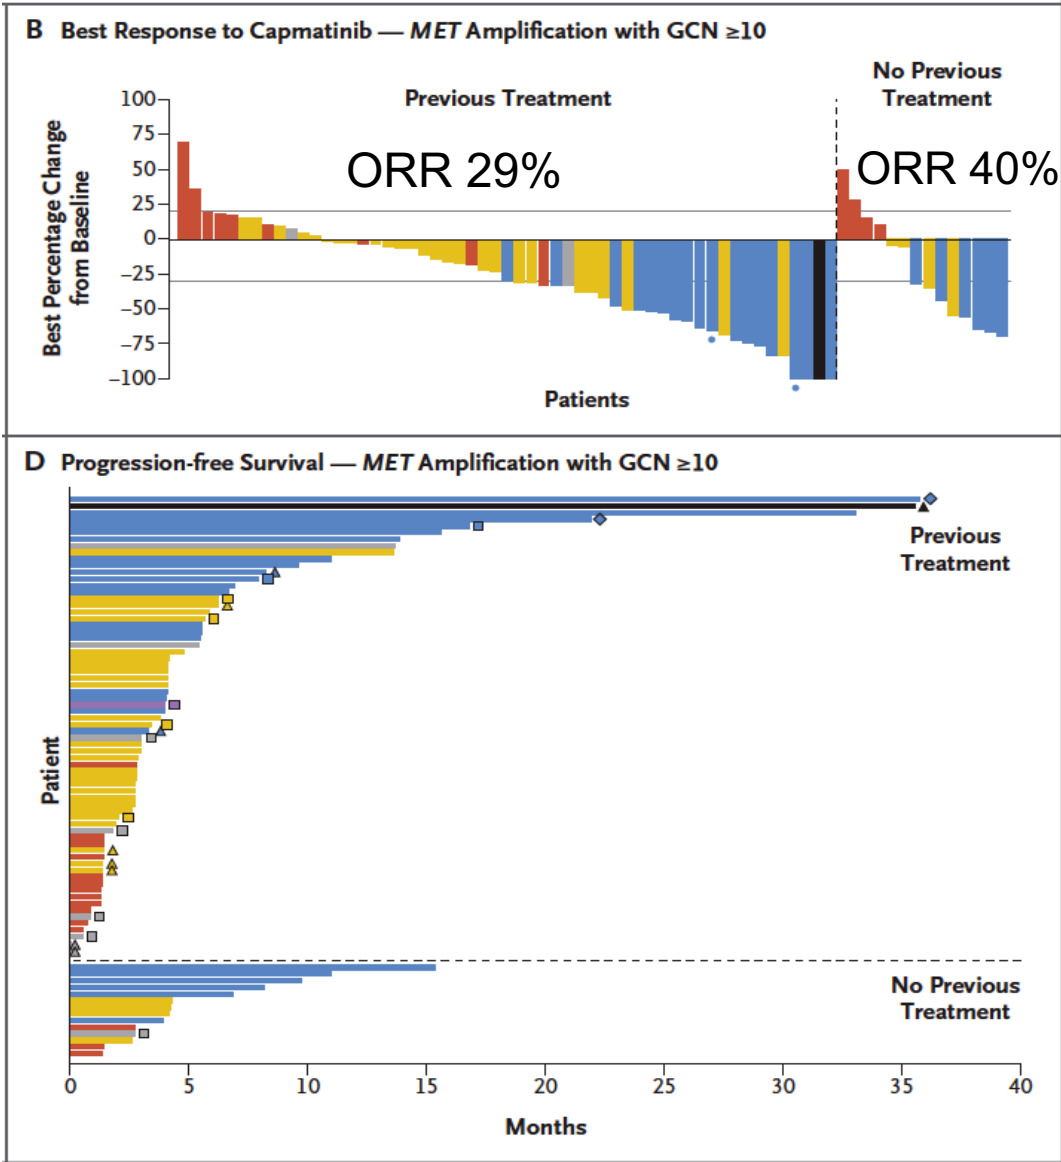 B Best Response to Capmatinib — MET Amplification with GCN ≥10
No Previous
Treatment
Previous Treatment
ORR 29%
ORR 40%
Best Percentage Change
from Baseline
100
75
50
25
0
−25
−50
−75
−100
Patients
D Progression-free Survival — MET Amplification with GCN ≥10
Previous
Treatment
Patient
No Previous
Treatment
0 5 10 15 20 25 30 35 40
Months